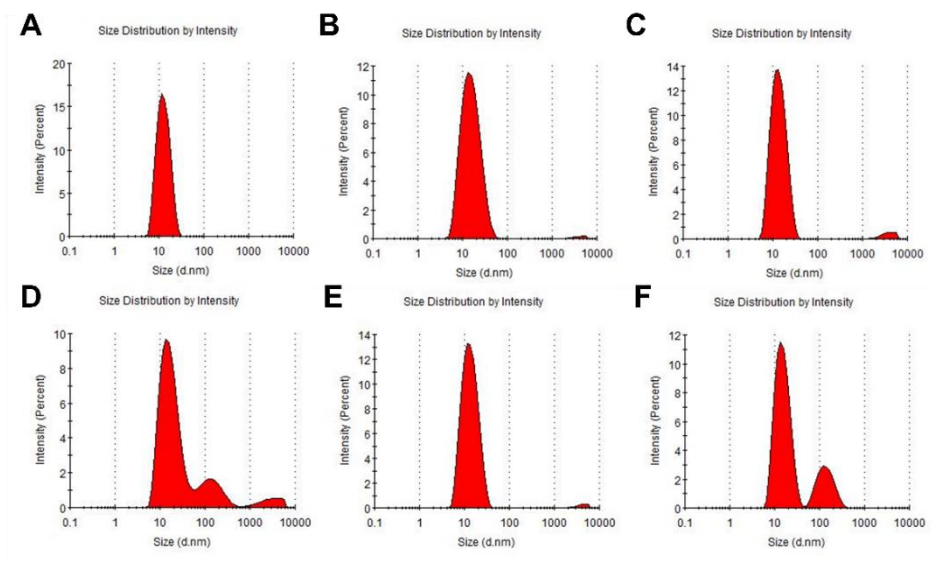 A
Size Distribution by Intensity
Intensity (Percent)
20
15
10
5
0
0.1 1 10 100 1000 10000
Size (d.nm)
B
Size Distribution by Intensity
Intensity (Percent)
12
10
8
6
4
2
0
0.1 1 10 100 1000 10000
Size (d.nm)
C
Size Distribution by Intensity
Intensity (Percent)
14
12
10
8
6
4
2
0
0.1 1 10 100 1000 10000
Size (d.nm)
D
Size Distribution by Intensity
Intensity (Percent)
10
8
6
4
2
0
0.1 1 10 100 1000 10000
Size (d.nm)
E
Size Distribution by Intensity
Intensity (Percent)
14
12
10
8
6
4
2
0
0.1 1 10 100 1000 10000
Size (d.nm)
F
Size Distribution by Intensity
Intensity (Percent)
12
10
8
6
4
2
0
0.1 1 10 100 1000 10000
Size (d.nm)